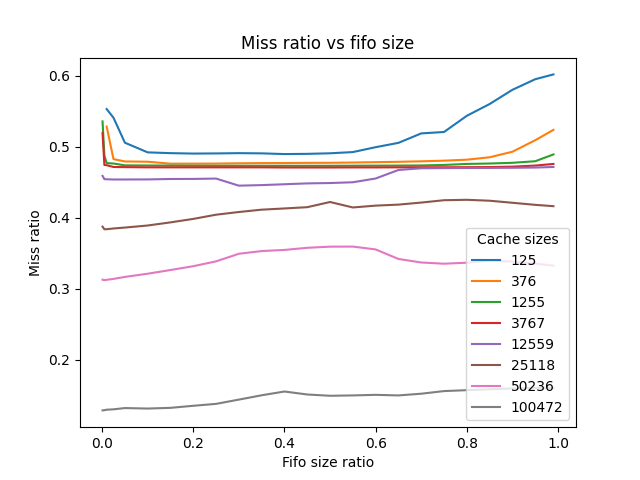 Miss ratio vs fifo size
0.6
0.5
0.4
0.3
0.2
Miss ratio
Cache sizes
125
376
1255
3767
12559
25118
50236
100472
0.0 0.2 0.4 0.6 0.8 1.0
Fifo size ratio